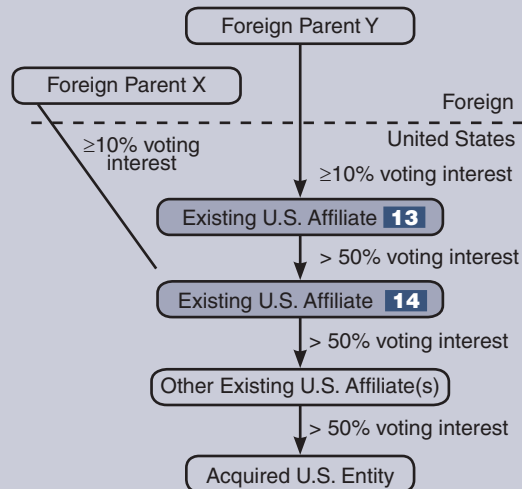 Foreign Parent Y
Foreign Parent X
Foreign
United States
≥10% voting
interest
≥10% voting interest
Existing U.S. Affiliate 13
> 50% voting interest
Existing U.S. Affiliate 14
> 50% voting interest
Other Existing U.S. Affiliate(s)
> 50% voting interest
Acquired U.S. Entity